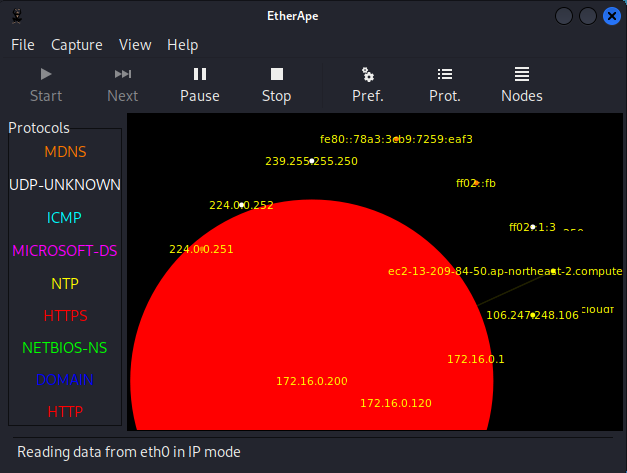 EtherApe
File Capture View Help
Start Next Pause Stop Pref. Prot. Nodes
Protocols
MDNS
UDP-UNKNOWN
ICMP
MICROSOFT-DS
NTP
HTTPS
NETBIOS-NS
DOMAIN
HTTP
fe80::78a3:3eb9:7259:eaf3
239.255.255.250
ff02::fb
224.0.0.252
ff02::1:3
224.0.0.251
ec2-13-209-84-50.ap-northeast-2.compute
106.247.248.106
172.16.0.1
172.16.0.200
172.16.0.120
Reading data from eth0 in IP mode